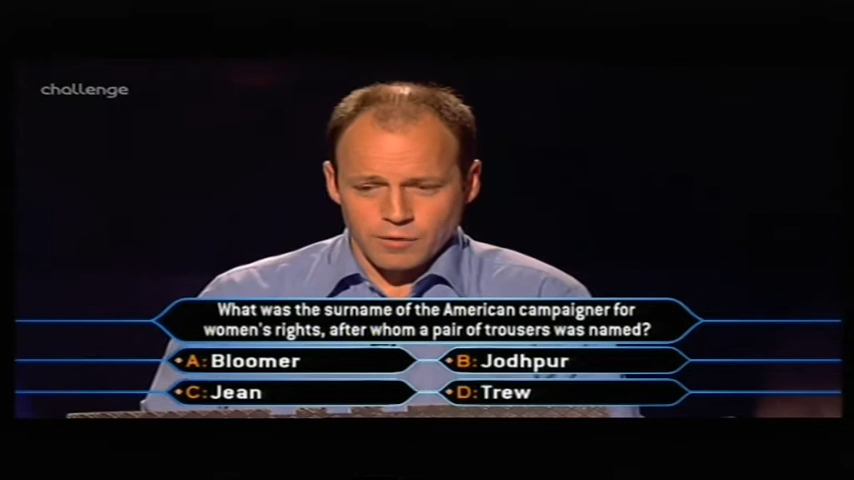 challenge
What was the surname of the American campaigner for
women's rights, after whom a pair of trousers was named?
A: Bloomer
B: Jodhpur
C: Jean
D: Trew